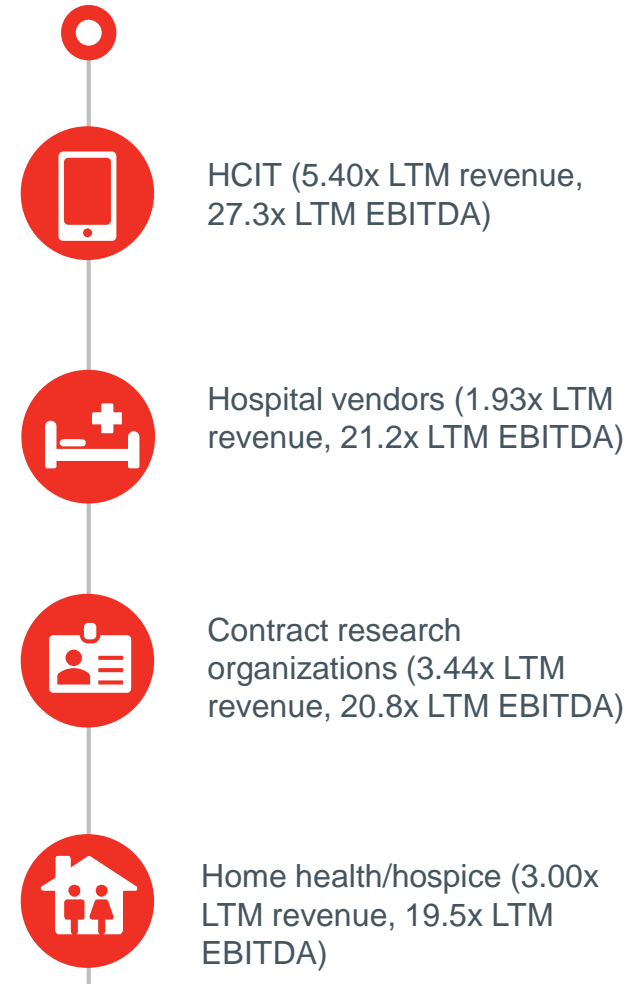 HCIT (5.40x LTM revenue,
27.3x LTM EBITDA)
Hospital vendors (1.93x LTM
revenue, 21.2x LTM EBITDA)
Contract research
organizations (3.44x LTM
revenue, 20.8x LTM EBITDA)
Home health/hospice (3.00x
LTM revenue, 19.5x LTM
EBITDA)